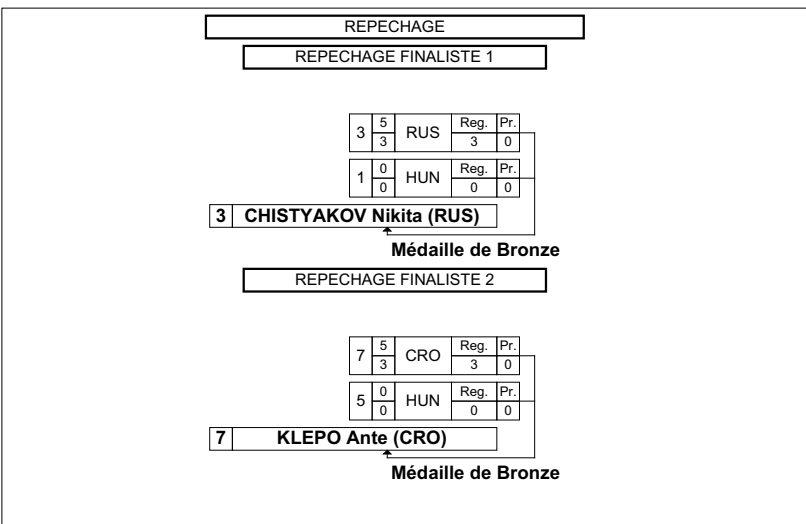 REPECHAGE
REPECHAGE FINALISTE 1
3 5 RUS Reg. Pr.
3 3 0
1 0 HUN Reg. Pr.
0 0 0
3 CHISTYAKOV Nikita (RUS)
Médaille de Bronze
REPECHAGE FINALISTE 2
7 5 CRO Reg. Pr.
3 3 0
5 0 HUN Reg. Pr.
0 0 0
7 KLEPO Ante (CRO)
Médaille de Bronze